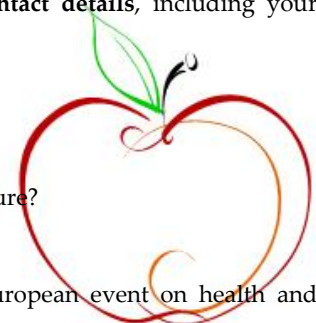 ntact details, including your
ure?
uropean event on health and